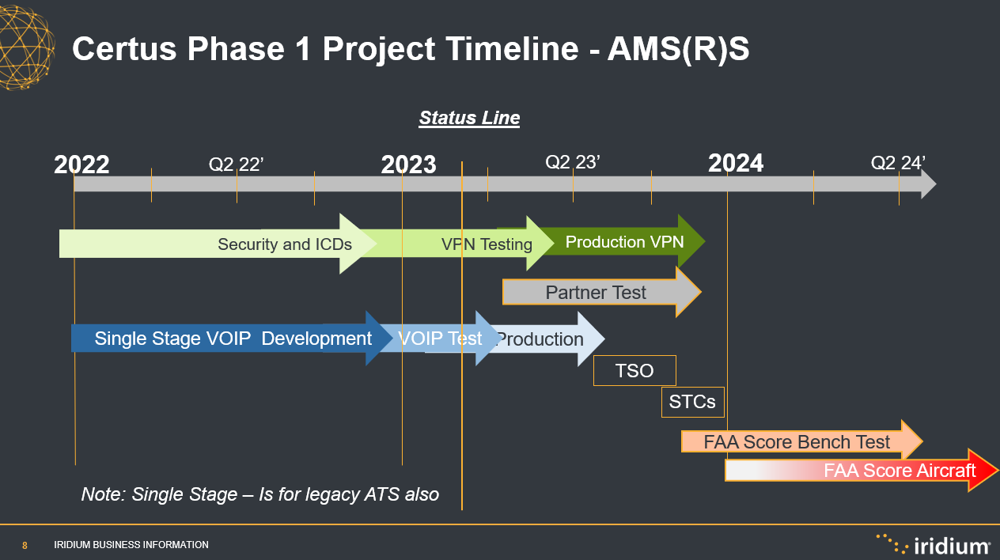 Certus Phase 1 Project Timeline - AMS(R)S
Status Line
2022
Q2 22’
2023
Q2 23’
2024
Q2 24’
Security and ICDs
VPN Testing
Production VPN
Partner Test
Single Stage VOIP Development
VOIP Test
Production
TSO
STCs
FAA Score Bench Test
FAA Score Aircraft
Note: Single Stage – Is for legacy ATS also
8
IRIDIUM BUSINESS INFORMATION
iridium®